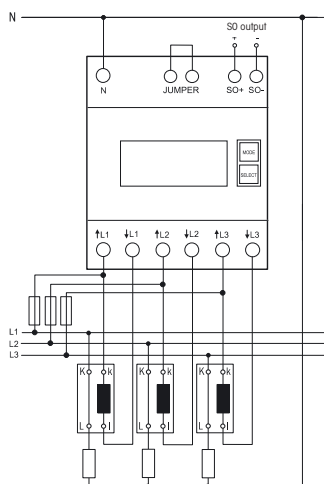 N
S0 output
+ -
N JUMPER SO+ SO-
MODE
SELECT
↑L1 ↓L1 ↑L2 ↓L2 ↑L3 ↓L3
L1
L2
L3
K k K k K k
L l L l L l